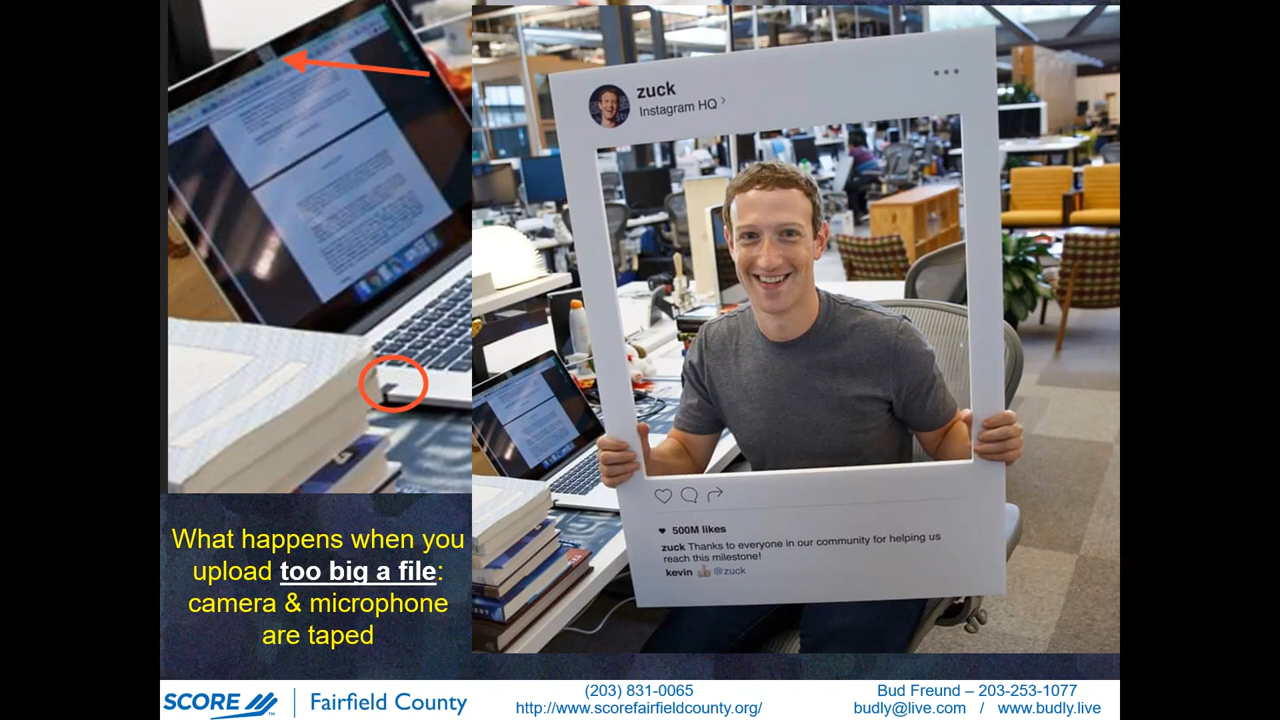 zuck
Instagram HQ >
500M likes
zuck Thanks to everyone in our community for helping us
reach this milestone!
kevin 👍 @zuck
What happens when you
upload too big a file:
camera & microphone
are taped
SCORE TM | Fairfield County
(203) 831-0065
http://www.scorefairfieldcounty.org/
Bud Freund – 203-253-1077
budly@live.com / www.budly.live